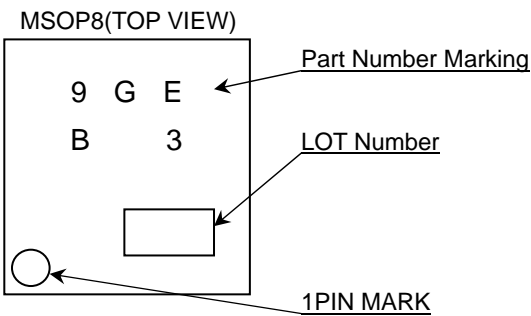 MSOP8(TOP VIEW)
Part Number Marking
9 G E
B 3
LOT Number
1PIN MARK